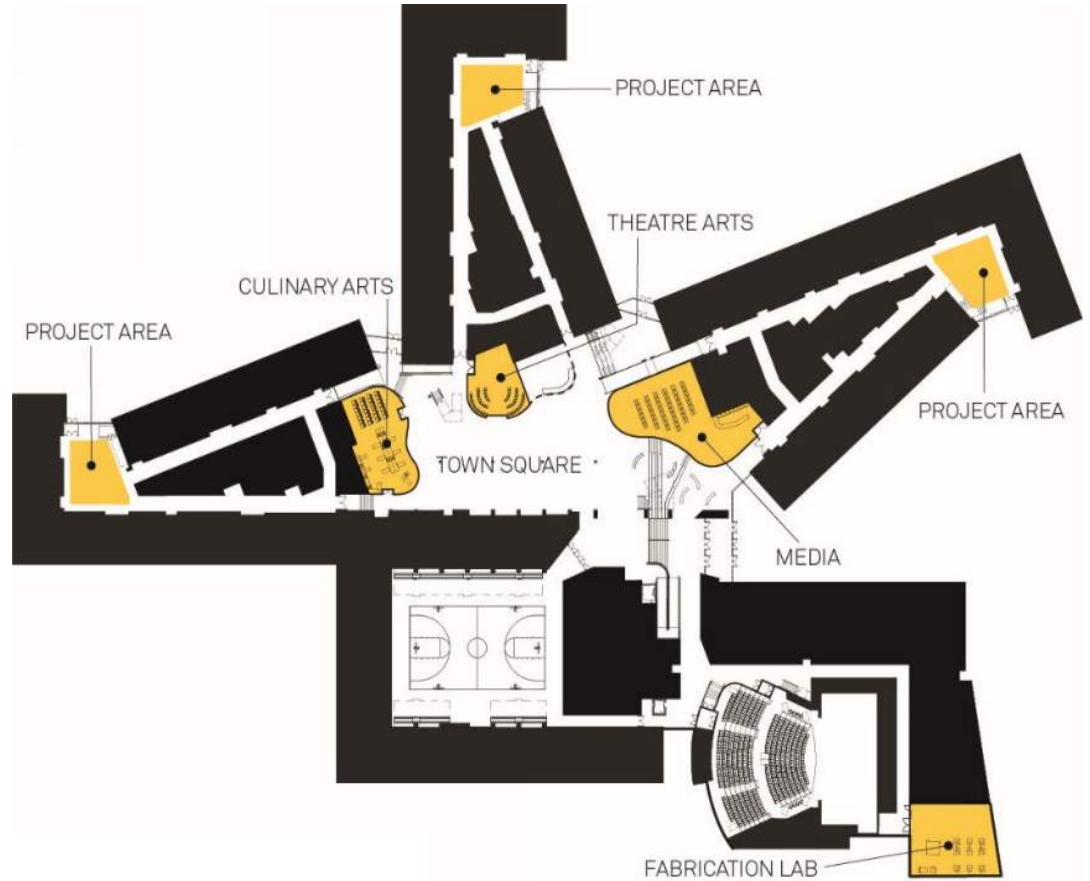 PROJECT AREA
THEATRE ARTS
CULINARY ARTS
PROJECT AREA
PROJECT AREA
TOWN SQUARE
MEDIA
FABRICATION LAB